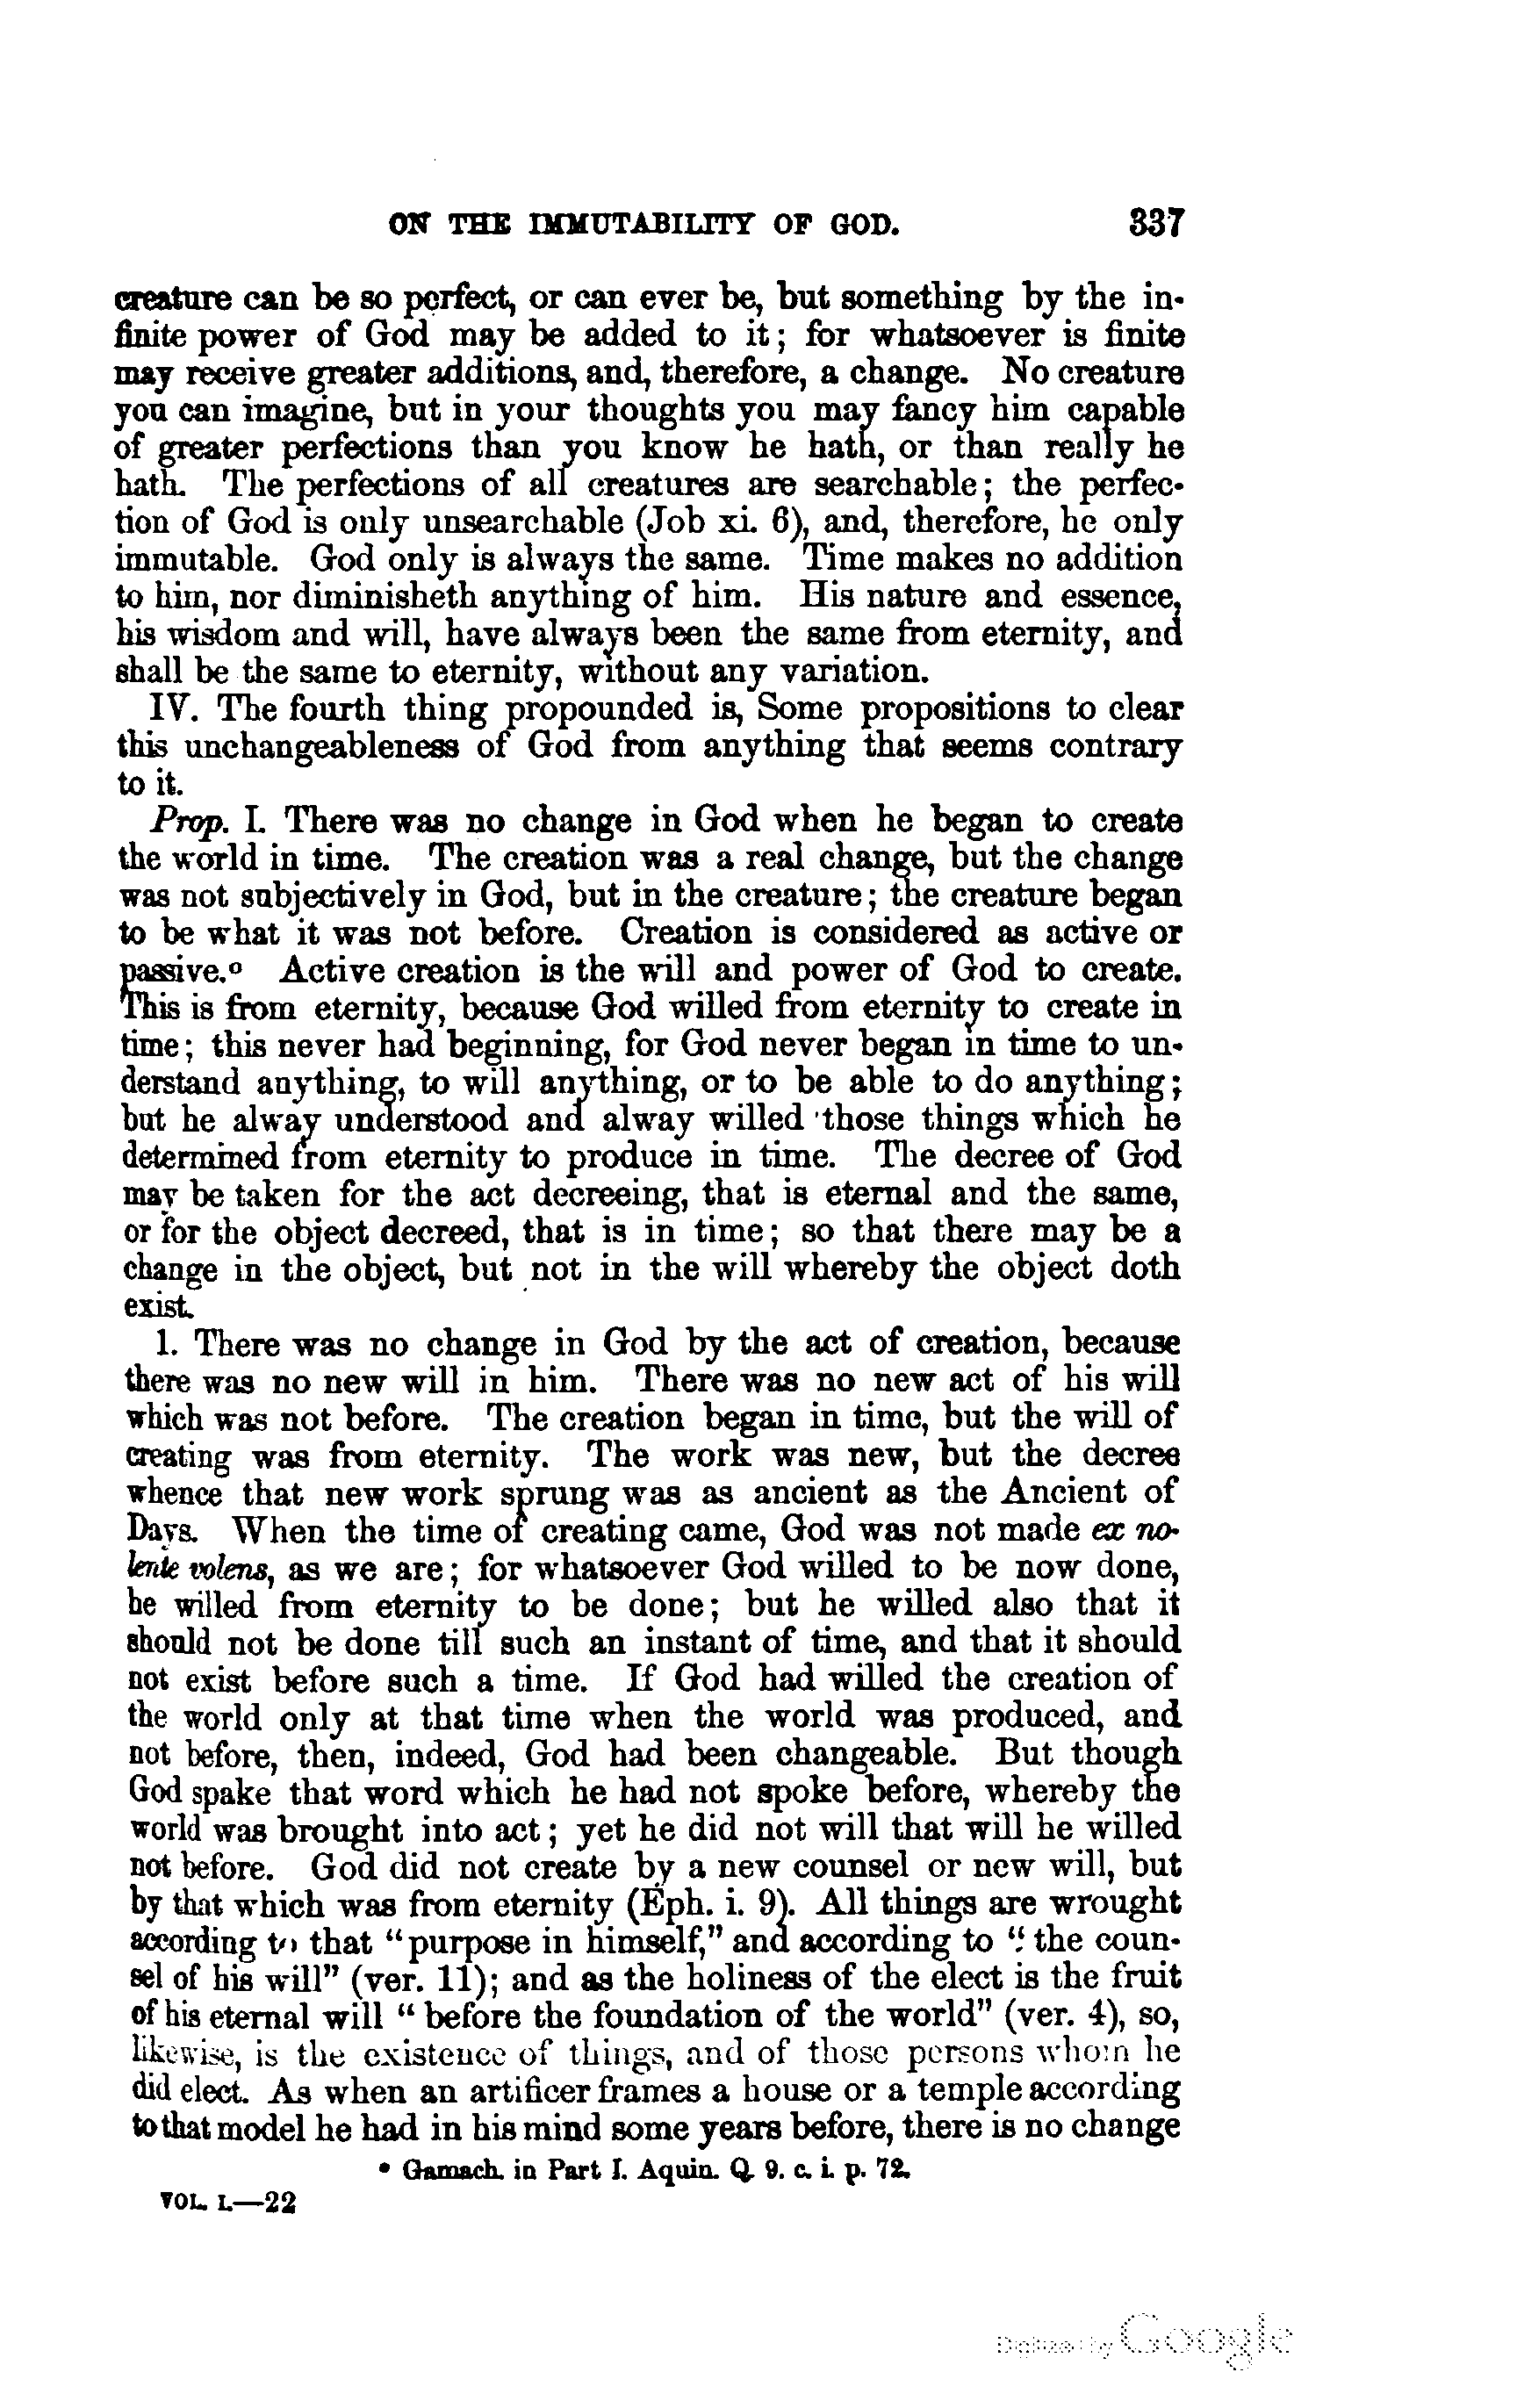 ON THE IMMUTABILITY OF GOD. 337
creature can be so perfect, or can ever be, but something by the in-
finite power of God may be added to it; for whatsoever is finite
may receive greater additions, and, therefore, a change. No creature
you can imagine, but in your thoughts you may fancy him capable
of greater perfections than you know he hath, or than really he
hath. The perfections of all creatures are searchable; the perfec-
tion of God is only unsearchable (Job xi. 6), and, therefore, he only
immutable. God only is always the same. Time makes no addition
to him, nor diminisheth anything of him. His nature and essence,
his wisdom and will, have always been the same from eternity, and
shall be the same to eternity, without any variation.
IV. The fourth thing propounded is, Some propositions to clear
this unchangeableness of God from anything that seems contrary
to it.
Prop. I. There was no change in God when he began to create
the world in time. The creation was a real change, but the change
was not subjectively in God, but in the creature; the creature began
to be what it was not before. Creation is considered as active or
passive.º Active creation is the will and power of God to create.
This is from eternity, because God willed from eternity to create in
time; this never had beginning, for God never began in time to un-
derstand anything, to will anything, or to be able to do anything;
but he alway understood and alway willed those things which he
determined from eternity to produce in time. The decree of God
may be taken for the act decreeing, that is eternal and the same,
or for the object decreed, that is in time; so that there may be a
change in the object, but not in the will whereby the object doth
exist.
1. There was no change in God by the act of creation, because
there was no new will in him. There was no new act of his will
which was not before. The creation began in time, but the will of
creating was from eternity. The work was new, but the decree
whence that new work sprung was as ancient as the Ancient of
Days. When the time of creating came, God was not made ex no-
lente volens, as we are; for whatsoever God willed to be now done,
he willed from eternity to be done; but he willed also that it
should not be done till such an instant of time, and that it should
not exist before such a time. If God had willed the creation of
the world only at that time when the world was produced, and
not before, then, indeed, God had been changeable. But though
God spake that word which he had not spoke before, whereby the
world was brought into act; yet he did not will that will he willed
not before. God did not create by a new counsel or new will, but
by that which was from eternity (Eph. i. 9). All things are wrought
according to that "purpose in himself," and according to "the coun-
sel of his will" (ver. 11); and as the holiness of the elect is the fruit
of his eternal will "before the foundation of the world" (ver. 4), so,
likewise, is the existence of things, and of those persons whom he
did elect. As when an artificer frames a house or a temple according
to that model he had in his mind some years before, there is no change
• Gamach. in Part I. Aquin. Q. 9. c. i. p. 72.
VOL. I.—22
Digitized by Google